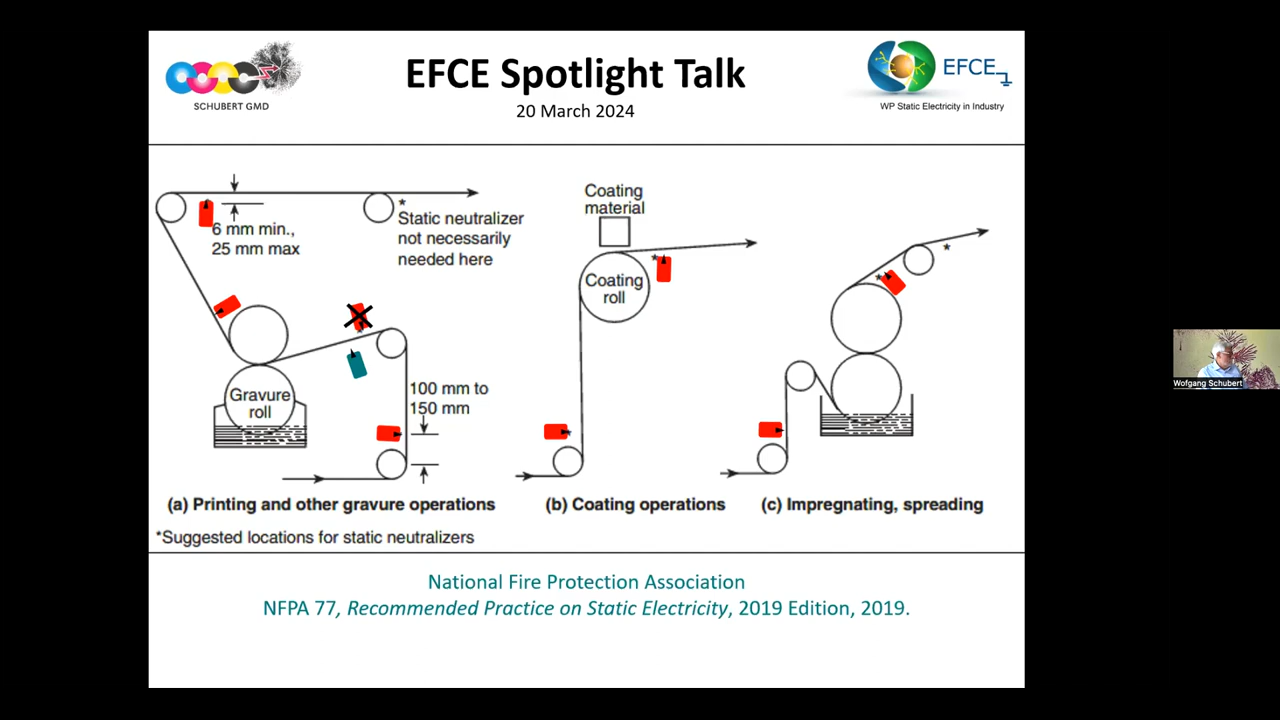 SCHUBERT GMD
EFCE Spotlight Talk
20 March 2024
EFCE
WP Static Electricity in Industry
6 mm min.,
25 mm max
*
Static neutralizer
not necessarily
needed here
*
Gravure
roll
100 mm to
150 mm
(a) Printing and other gravure operations
Coating
material
*
Coating
roll
*
(b) Coating operations
*
*
(c) Impregnating, spreading
*Suggested locations for static neutralizers
National Fire Protection Association
NFPA 77, Recommended Practice on Static Electricity, 2019 Edition, 2019.
Wofgang Schubert